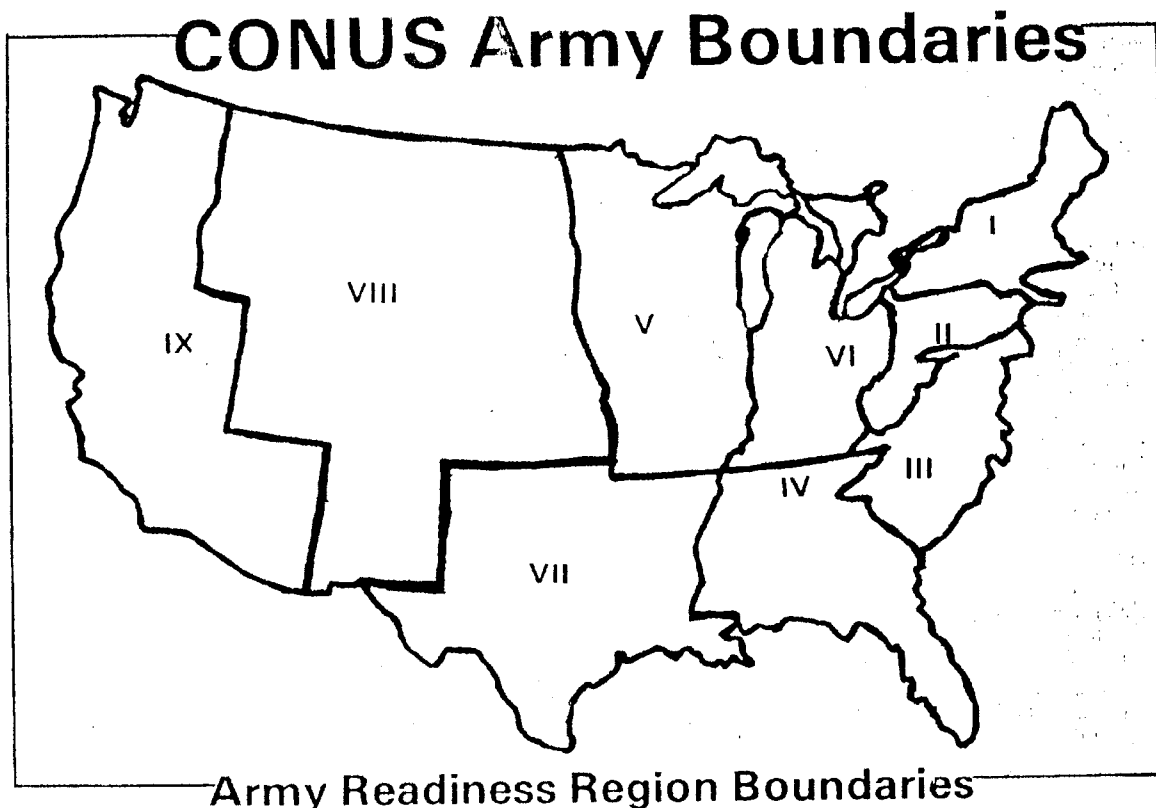 CONUS Army Boundaries
I
VIII
V
II
IX
VI
III
IV
VII
Army Readiness Region Boundaries